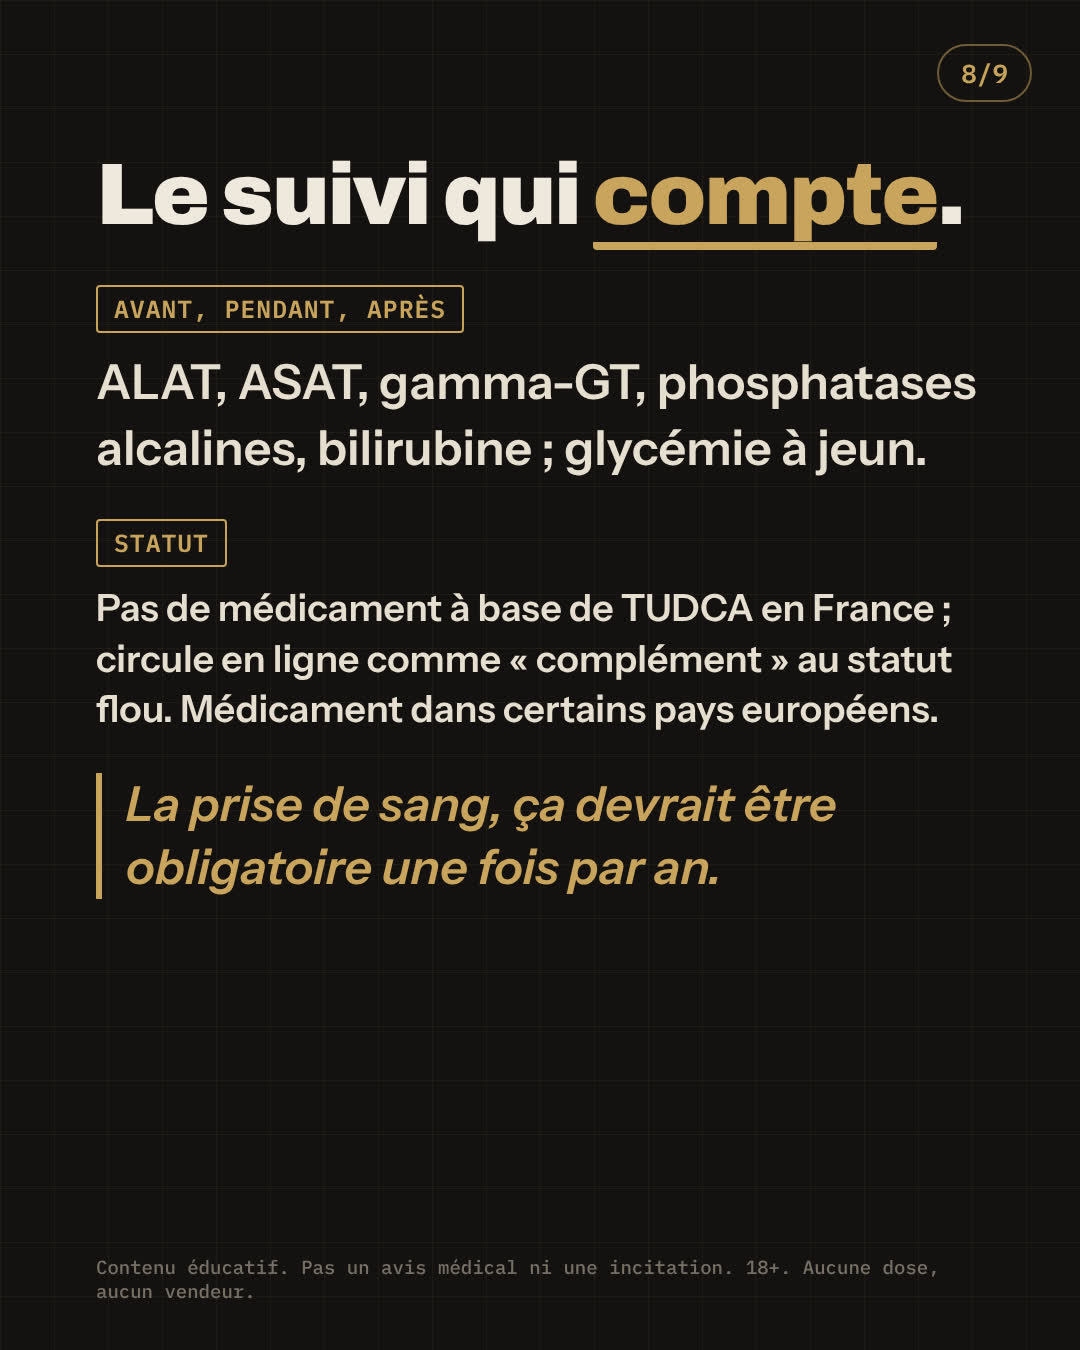 8/9
Le suivi qui compte.
AVANT, PENDANT, APRÈS
ALAT, ASAT, gamma-GT, phosphatases
alcalines, bilirubine ; glycémie à jeun.
STATUT
Pas de médicament à base de TUDCA en France ;
circule en ligne comme « complément » au statut
flou. Médicament dans certains pays européens.
La prise de sang, ça devrait être
obligatoire une fois par an.
Contenu éducatif. Pas un avis médical ni une incitation. 18+. Aucune dose,
aucun vendeur.